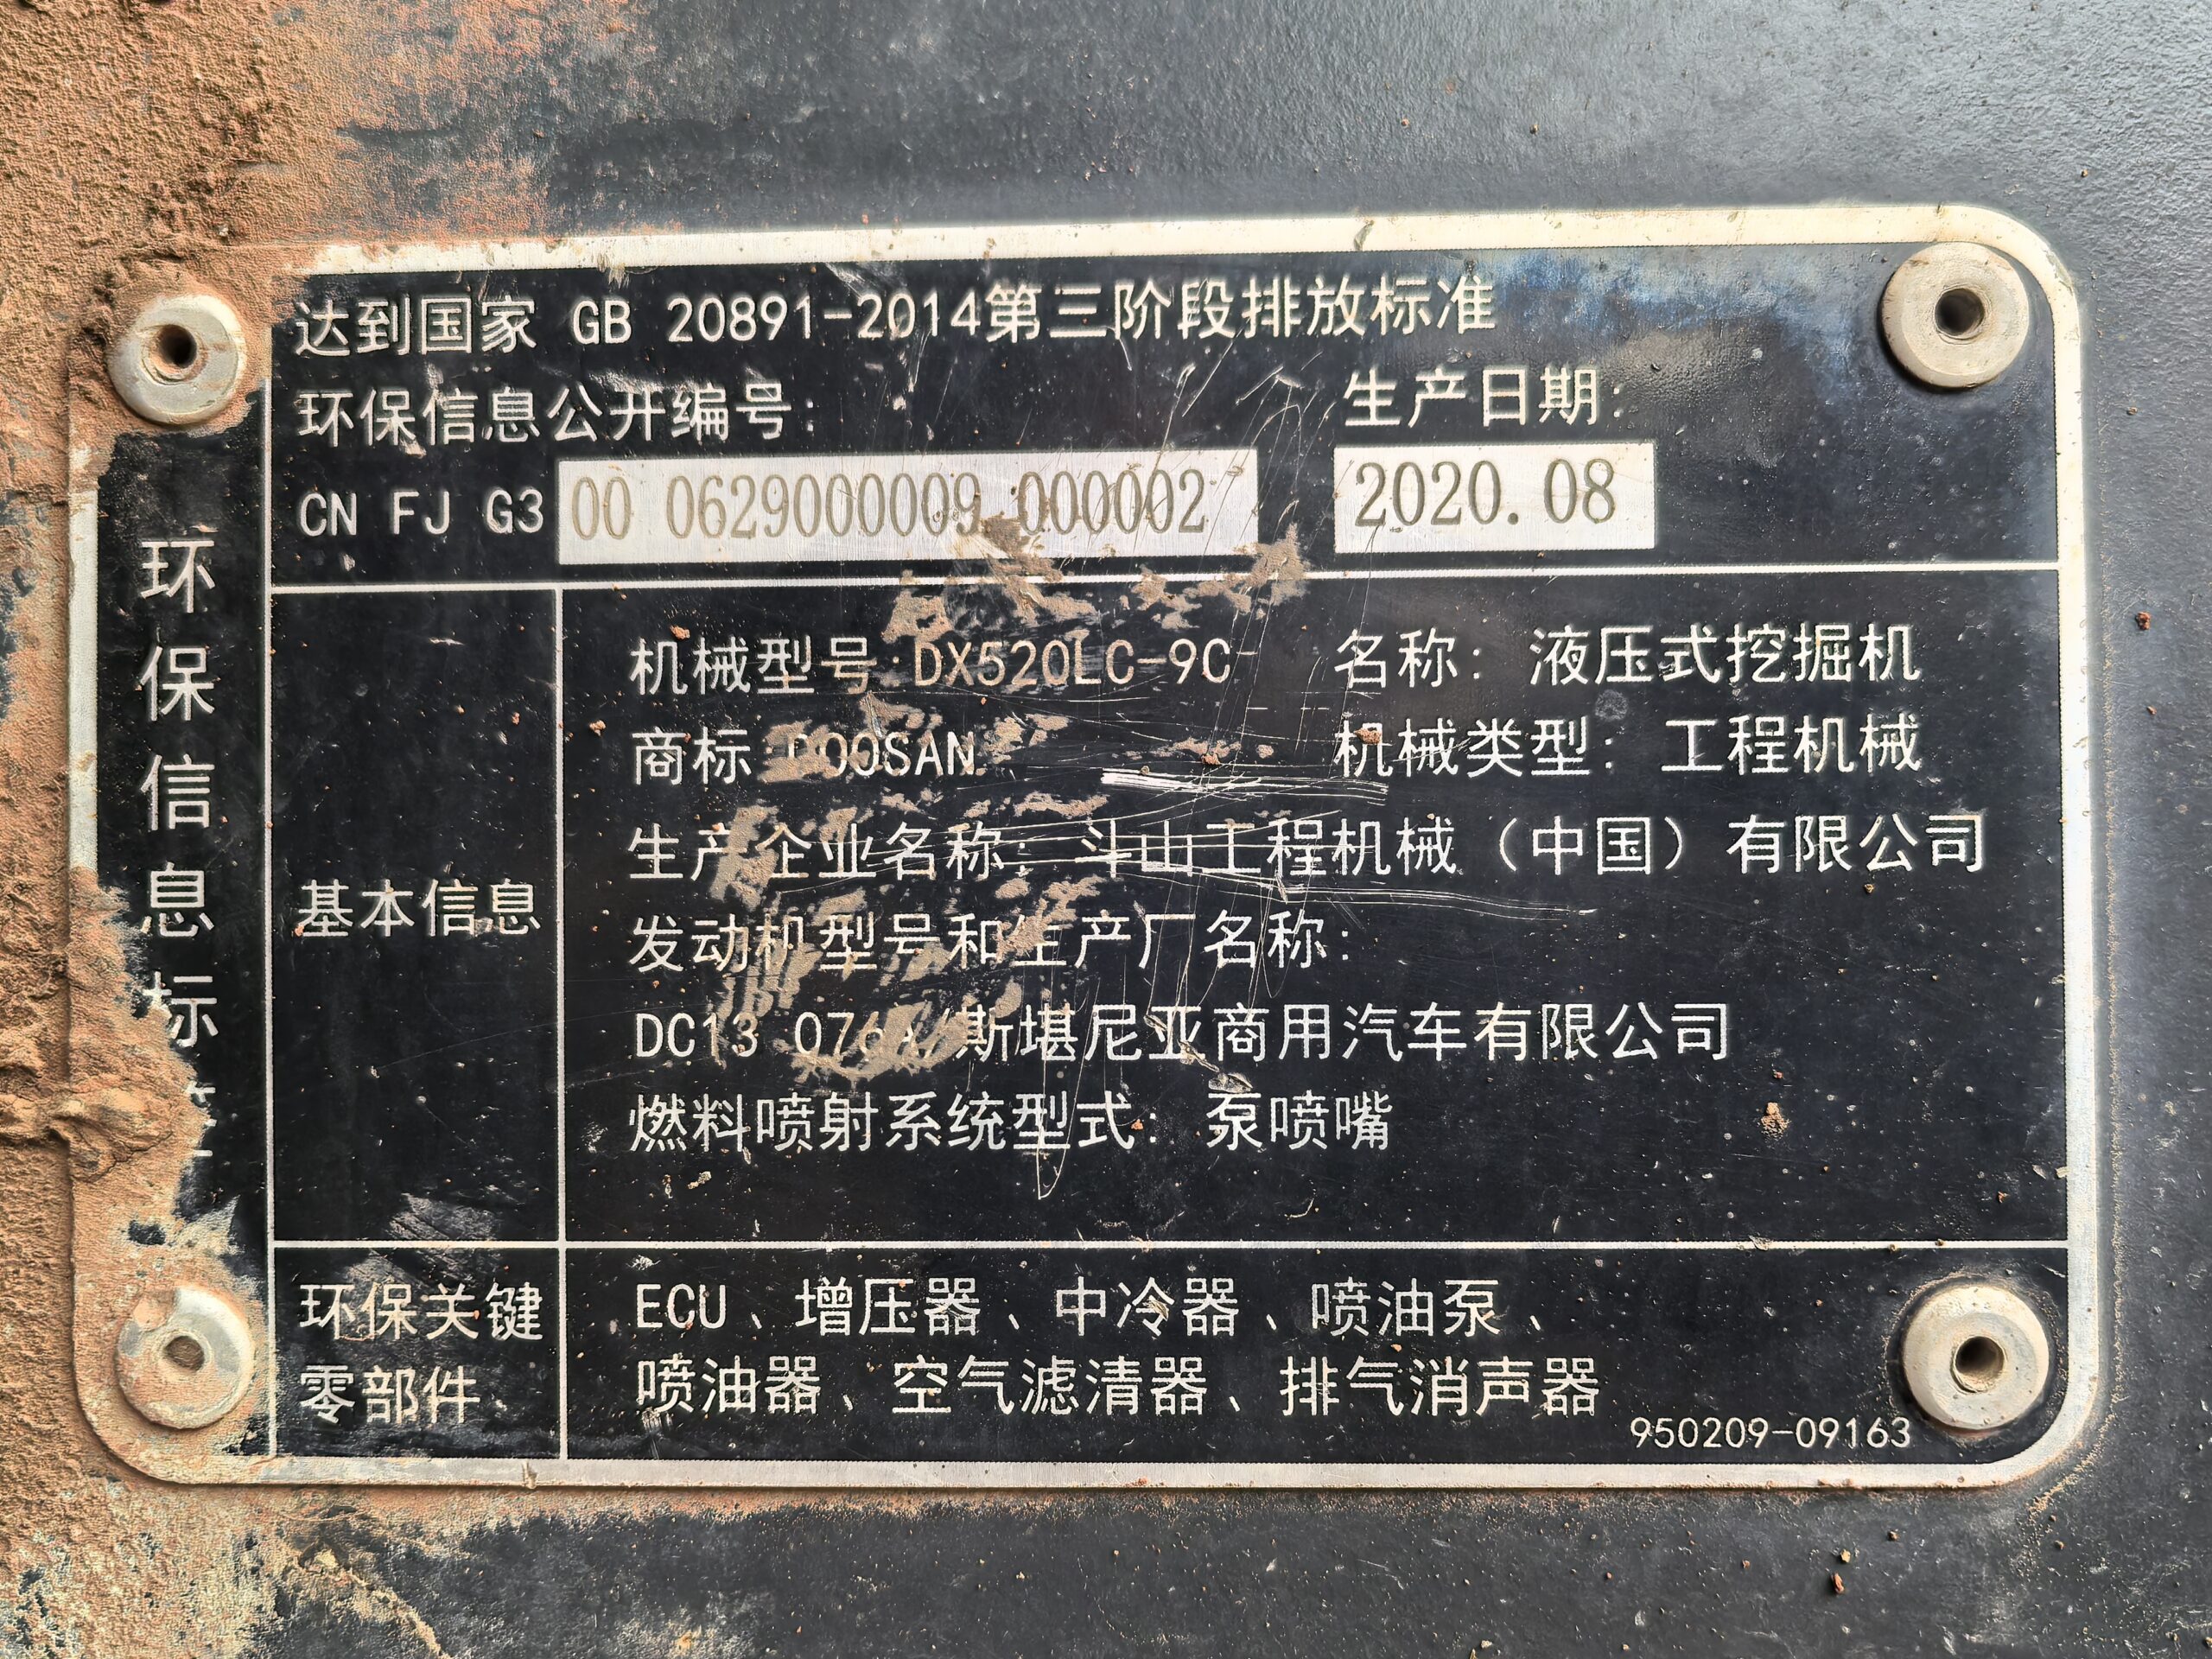 达到国家 GB 20891-2014第三阶段排放标准
环保信息公开编号:
生产日期:
CN FJ G3 00 0629000009 000002
2020.08
环保信息标
基本信息
机械型号:DX520LC-9C
名称: 液压式挖掘机
商标:DOOSAN
机械类型: 工程机械
生产企业名称: 斗山工程机械（中国）有限公司
发动机型号和生产厂名称:
DC13 076A/斯堪尼亚商用汽车有限公司
燃料喷射系统型式: 泵喷嘴
环保关键
零部件
ECU、增压器、中冷器、喷油泵、
喷油器、空气滤清器、排气消声器
950209-09163